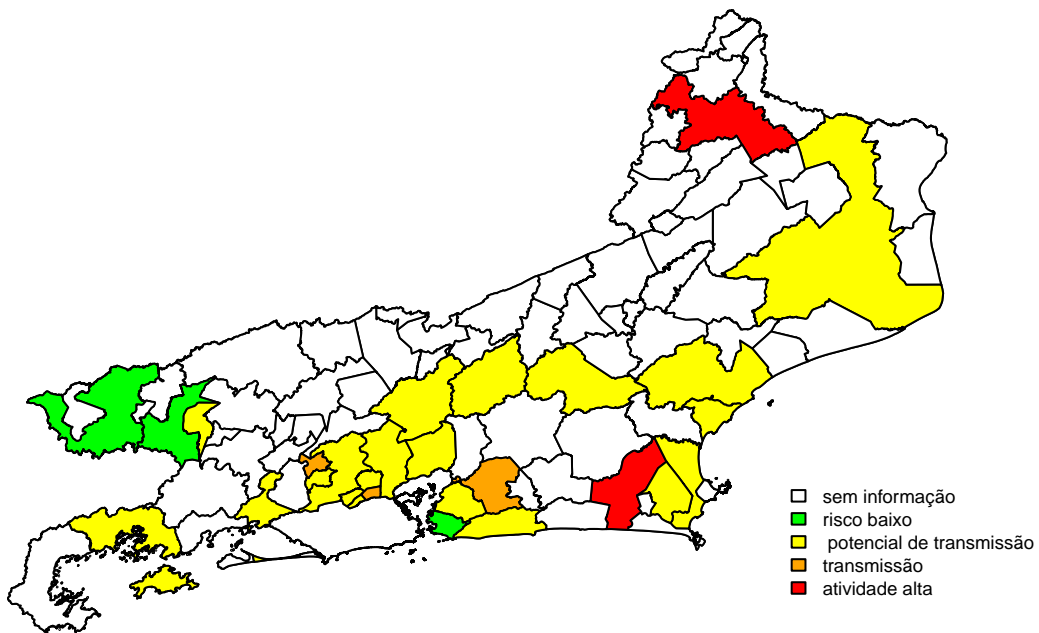 sem informação
risco baixo
potencial de transmissão
transmissão
atividade alta